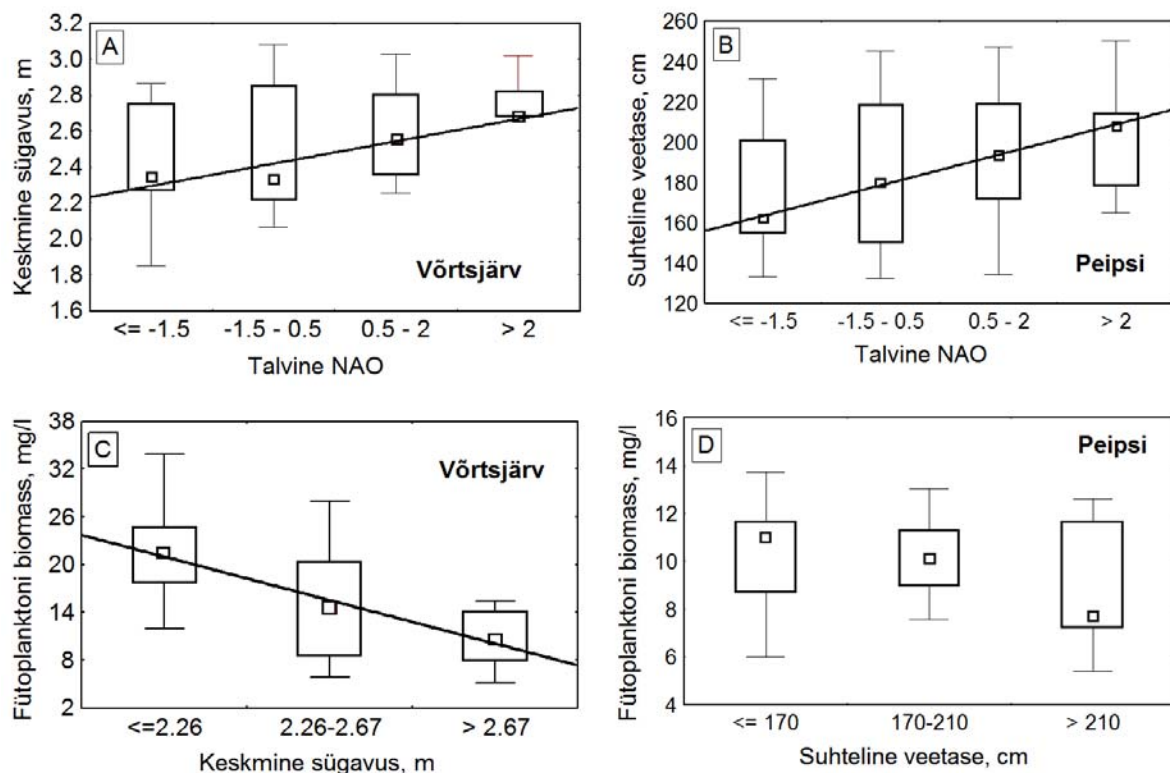 A
Keskmine sügavus, m
3.2
3.0
2.8
2.6
2.4
2.2
2.0
1.8
1.6
Võrtsjärv
<= -1.5 -1.5 - 0.5 0.5 - 2 > 2
Talvine NAO
B
Suhteline veetase, cm
260
240
220
200
180
160
140
120
Peipsi
<= -1.5 -1.5 - 0.5 0.5 - 2 > 2
Talvine NAO
C
Fütoplanktoni biomass, mg/l
38
32
26
20
14
8
2
Võrtsjärv
<=2.26 2.26-2.67 > 2.67
Keskmine sügavus, m
D
Fütoplanktoni biomass, mg/l
16
14
12
10
8
6
4
Peipsi
<= 170 170-210 > 210
Suhteline veetase, cm